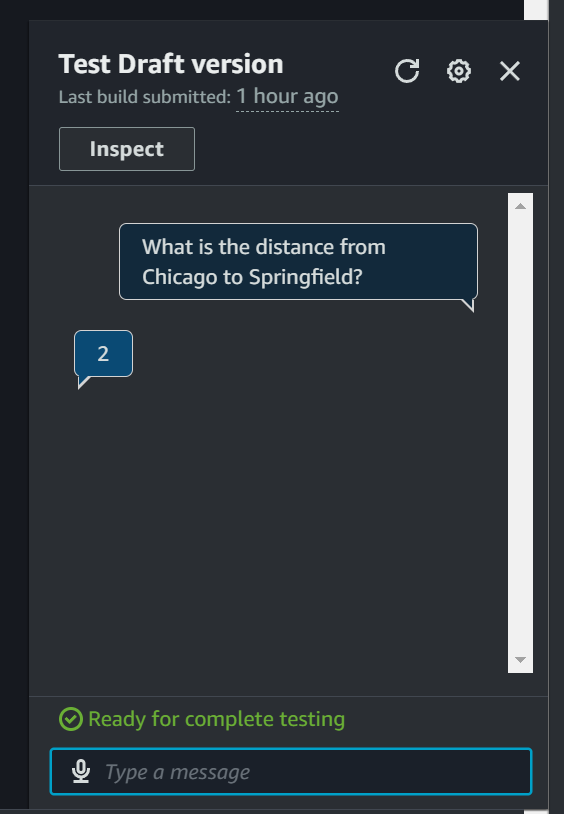 Test Draft version
Last build submitted: 1 hour ago
Inspect
What is the distance from
Chicago to Springfield?
2
Ready for complete testing
Type a message